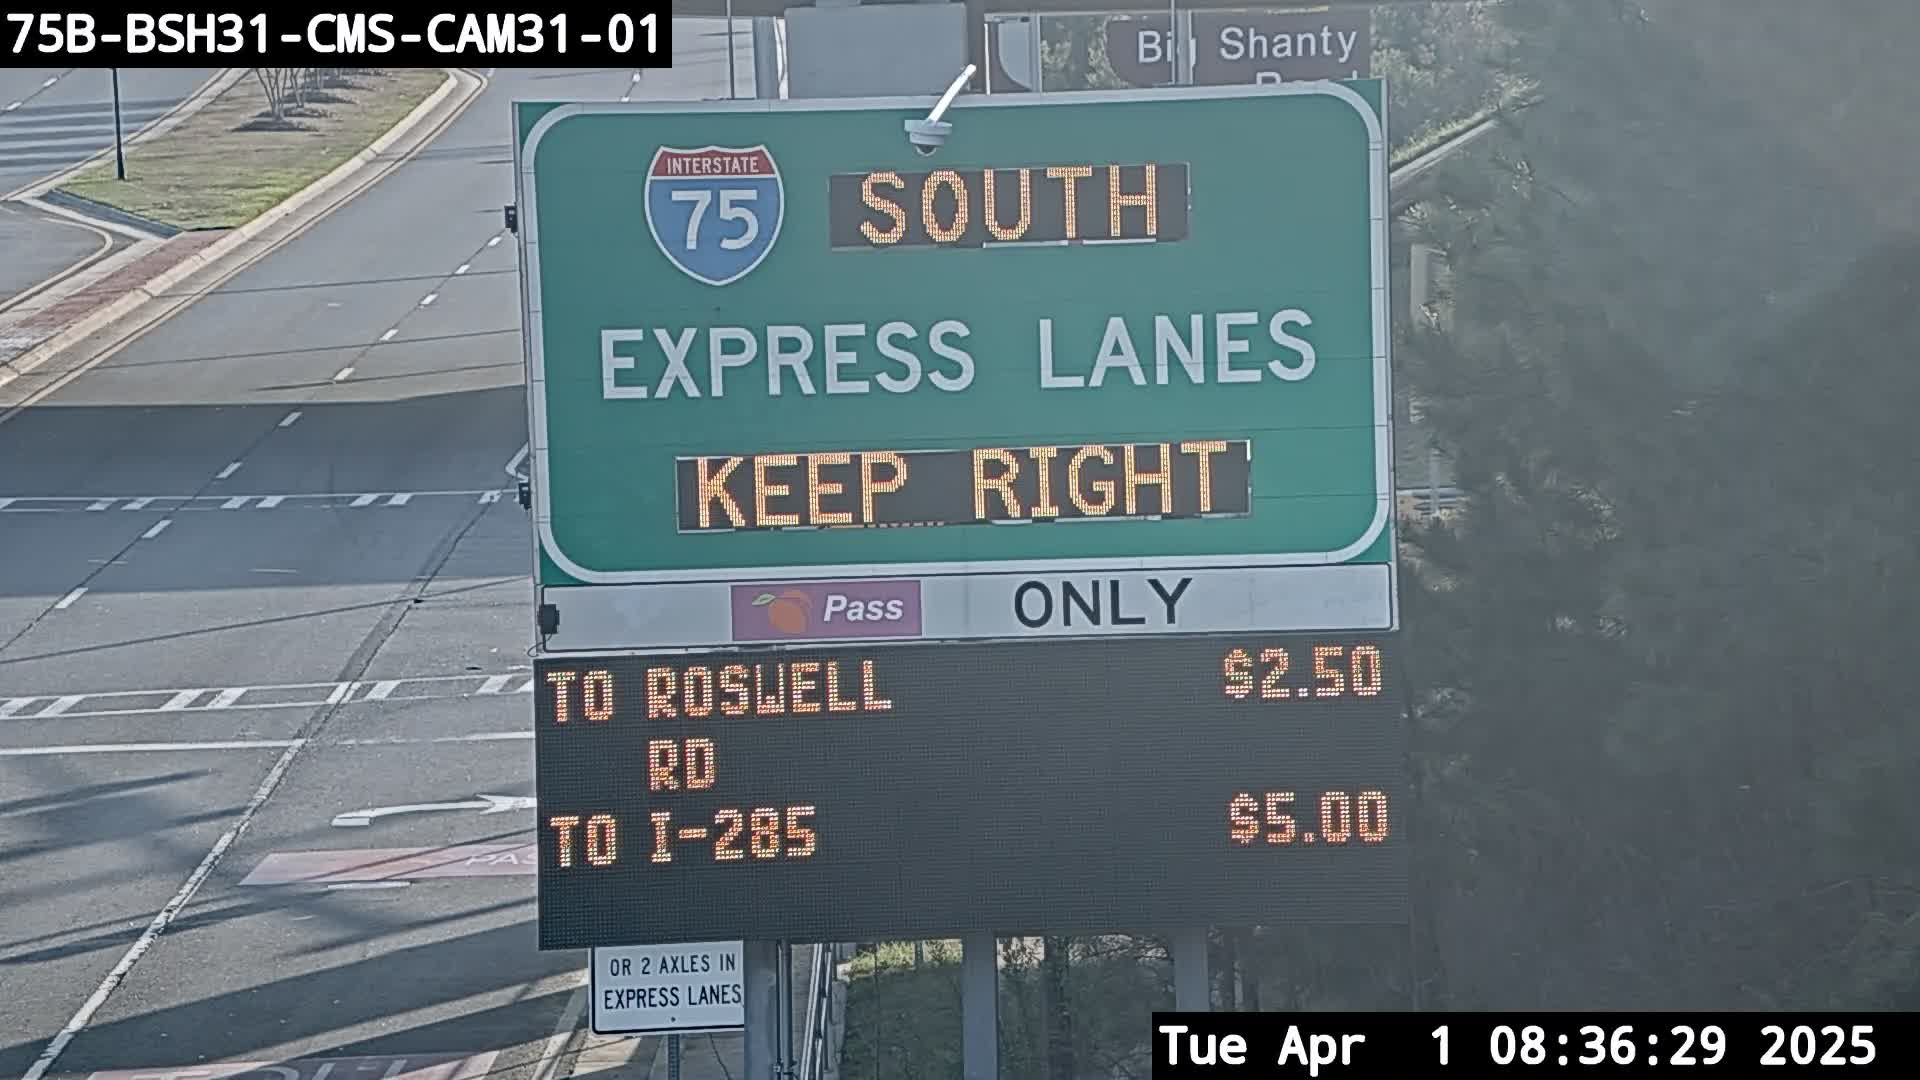 75B-BSH31-CMS-CAM31-01
Big Shanty
Road
INTERSTATE
75
SOUTH
EXPRESS LANES
KEEP RIGHT
Pass ONLY
TO ROSWELL $2.50
RD
TO I-285 $5.00
PAS
OR 2 AXLES IN
EXPRESS LANES
Tue Apr 1 08:36:29 2025